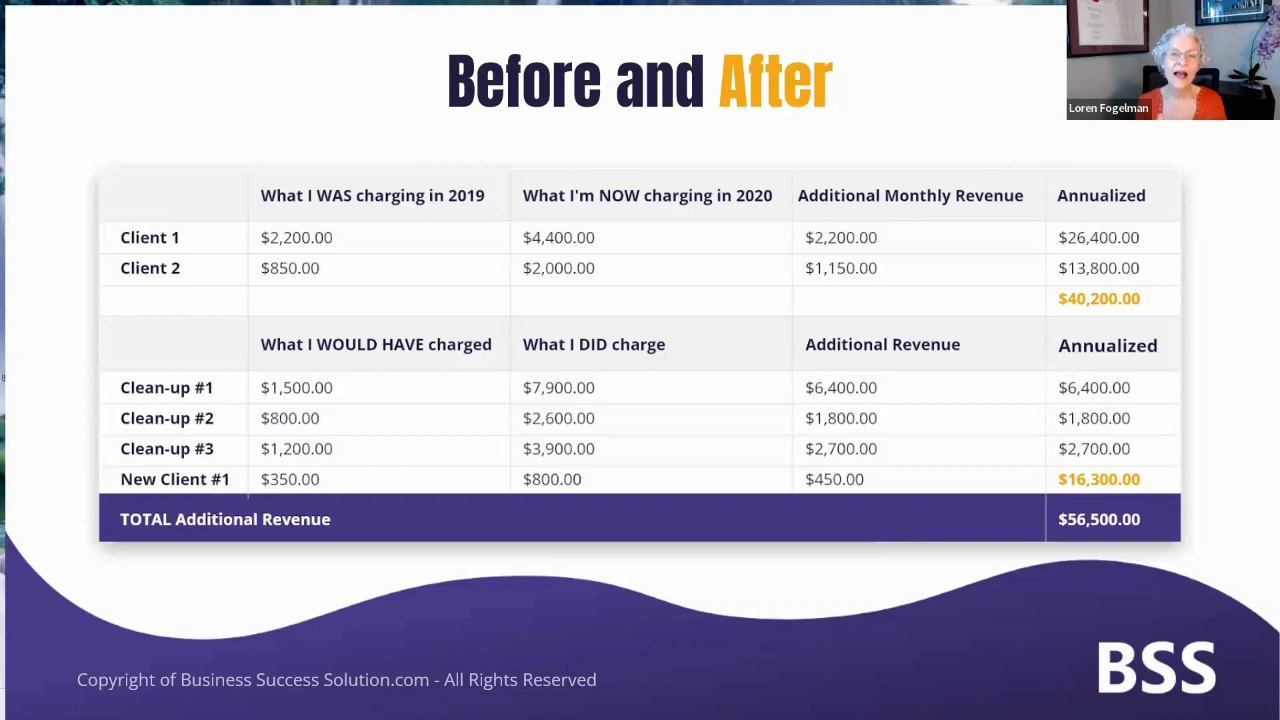 Before and After
Loren Fogelman
What I WAS charging in 2019 What I'm NOW charging in 2020 Additional Monthly Revenue Annualized
Client 1 $2,200.00 $4,400.00 $2,200.00 $26,400.00
Client 2 $850.00 $2,000.00 $1,150.00 $13,800.00
$40,200.00
What I WOULD HAVE charged What I DID charge Additional Revenue Annualized
Clean-up #1 $1,500.00 $7,900.00 $6,400.00 $6,400.00
Clean-up #2 $800.00 $2,600.00 $1,800.00 $1,800.00
Clean-up #3 $1,200.00 $3,900.00 $2,700.00 $2,700.00
New Client #1 $350.00 $800.00 $450.00 $16,300.00
TOTAL Additional Revenue $56,500.00
Copyright of Business Success Solution.com - All Rights Reserved
BSS